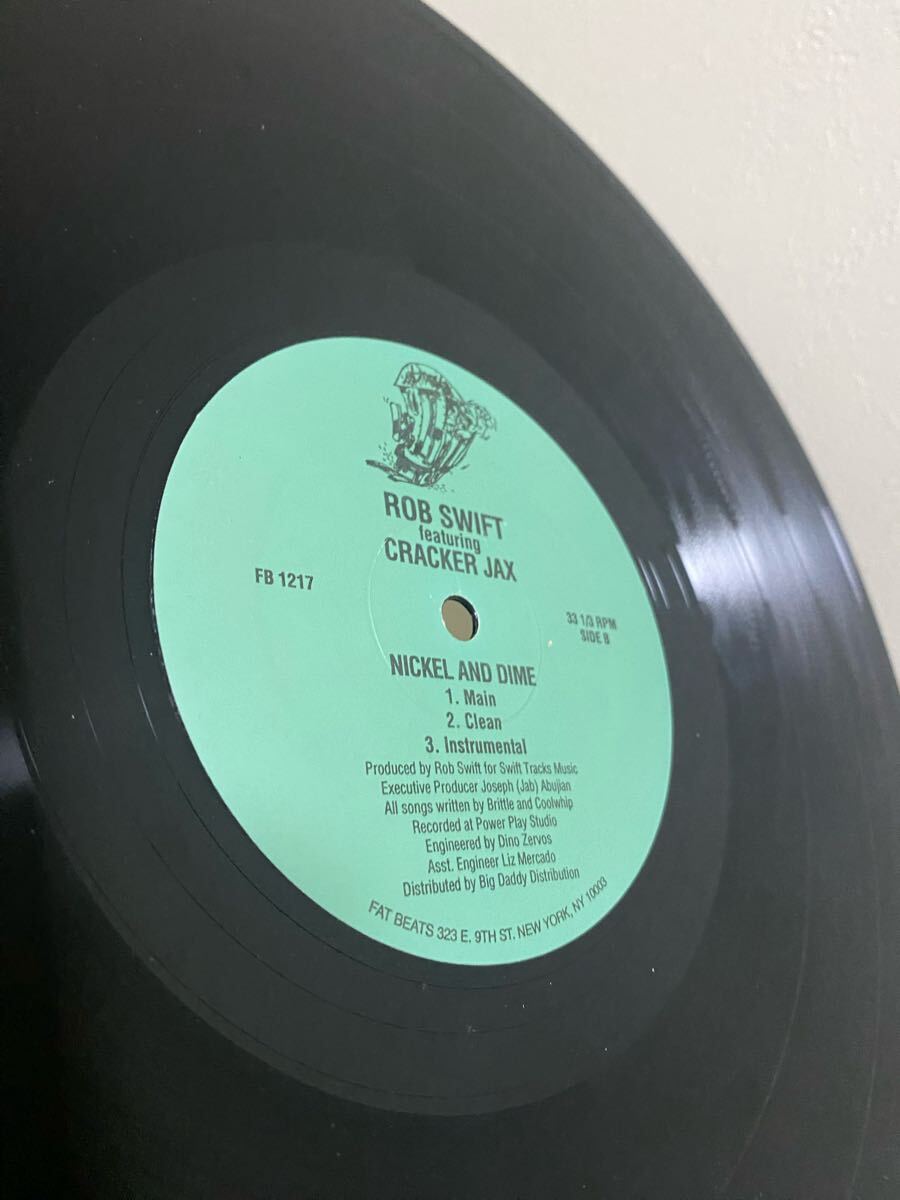 ROB SWIFT
featuring
CRACKER JAX
FB 1217
33 1/3 RPM
SIDE B
NICKEL AND DIME
1. Main
2. Clean
3. Instrumental
Produced by Rob Swift for Swift Tracks Music
Executive Producer Joseph (Jab) Abujian
All songs written by Brittle and Coolwhip
Recorded at Power Play Studio
Engineered by Dino Zervos
Asst. Engineer Liz Mercado
Distributed by Big Daddy Distribution
FAT BEATS 323 E. 9TH ST. NEW YORK, NY 10003